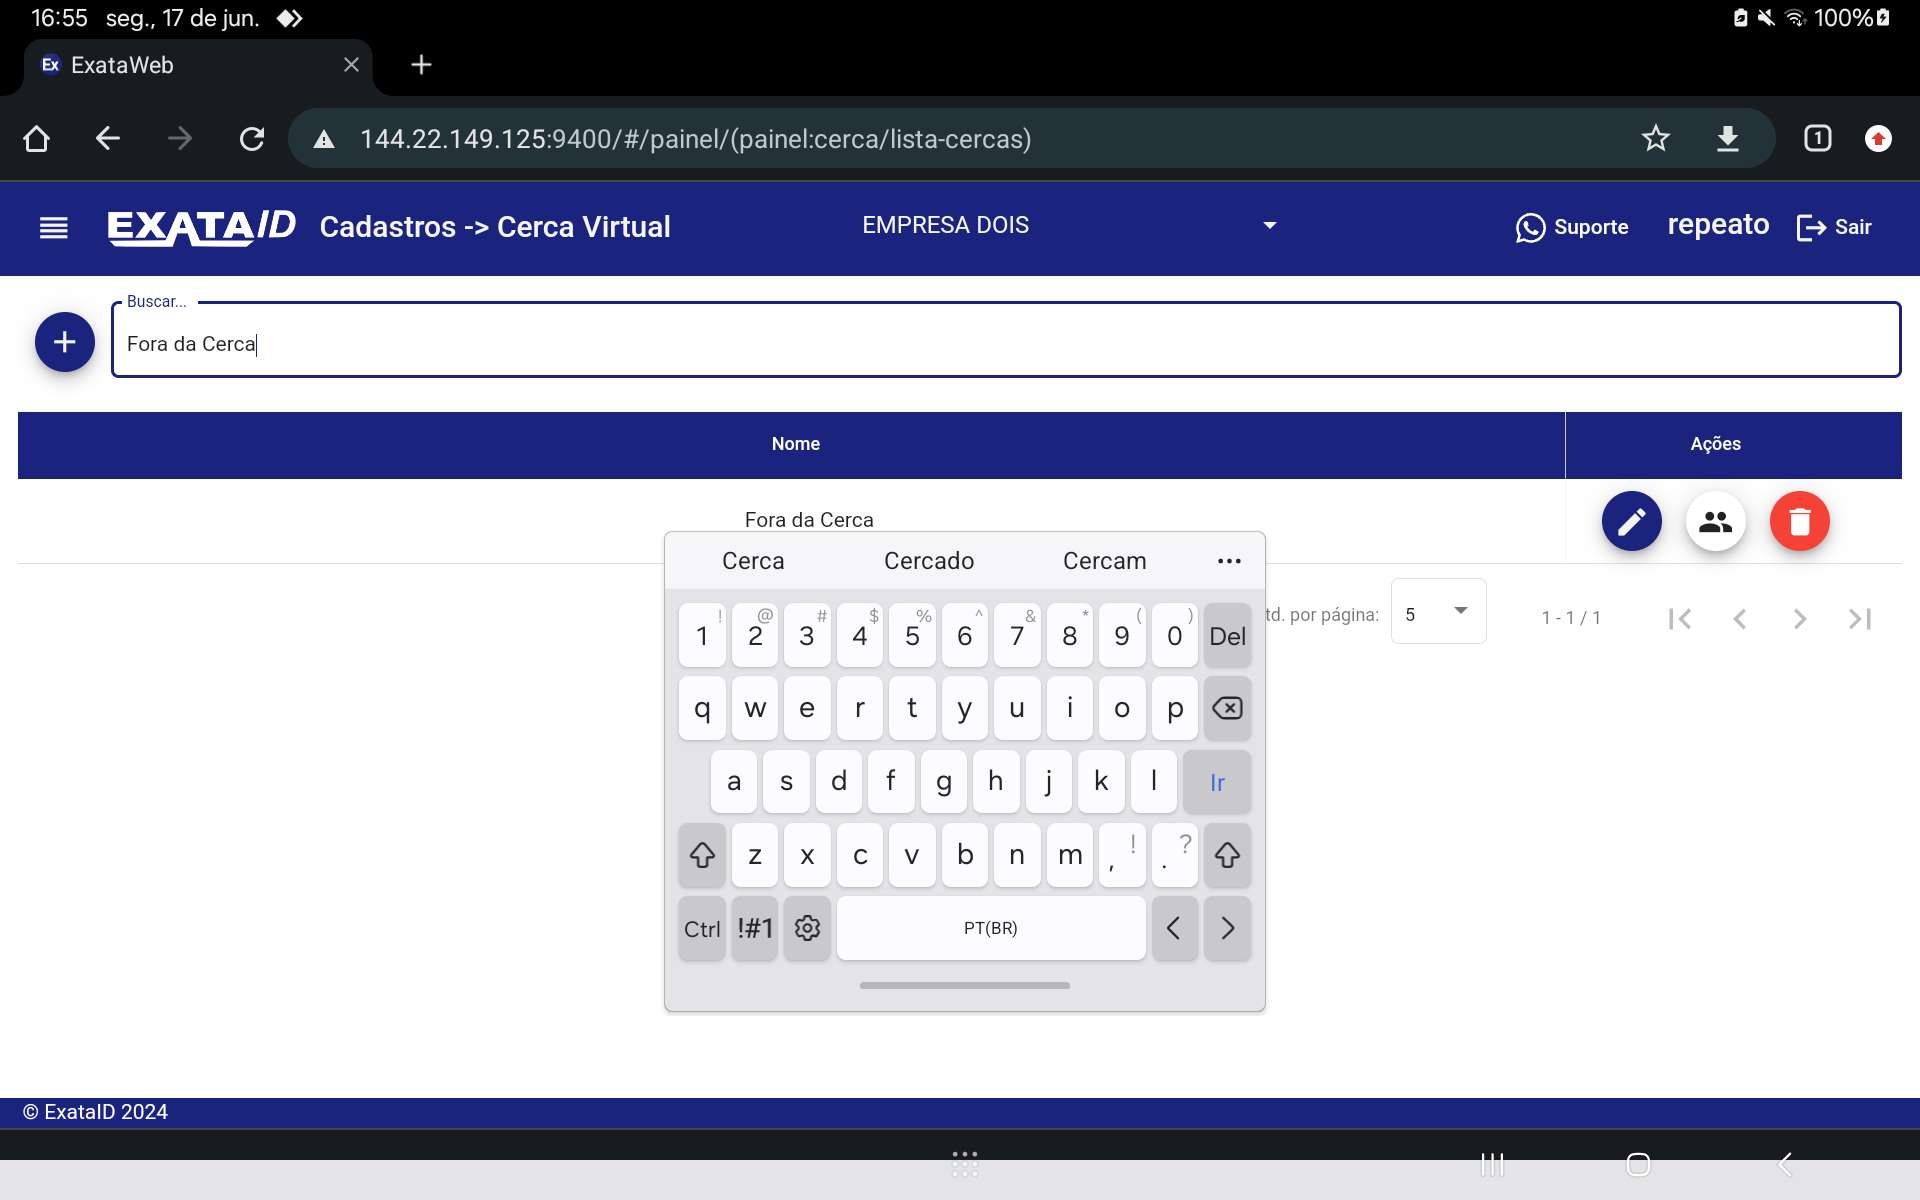 16:55 seg., 17 de jun. 100%
Ex ExataWeb
144.22.149.125:9400/#/painel/(painel:cerca/lista-cercas) 1
EXATAID Cadastros -> Cerca Virtual EMPRESA DOIS Suporte repeato Sair
Buscar...
+ Fora da Cerca
Nome Ações
Fora da Cerca
Cerca Cercado Cercam ...
td. por página: 5 1 - 1 / 1
! @ # $ % ^ & * ( )
1 2 3 4 5 6 7 8 9 0 Del
q w e r t y u i o p
a s d f g h j k l Ir
z x c v b n m , ! . ?
Ctrl !#1 PT(BR) < >
© ExataID 2024